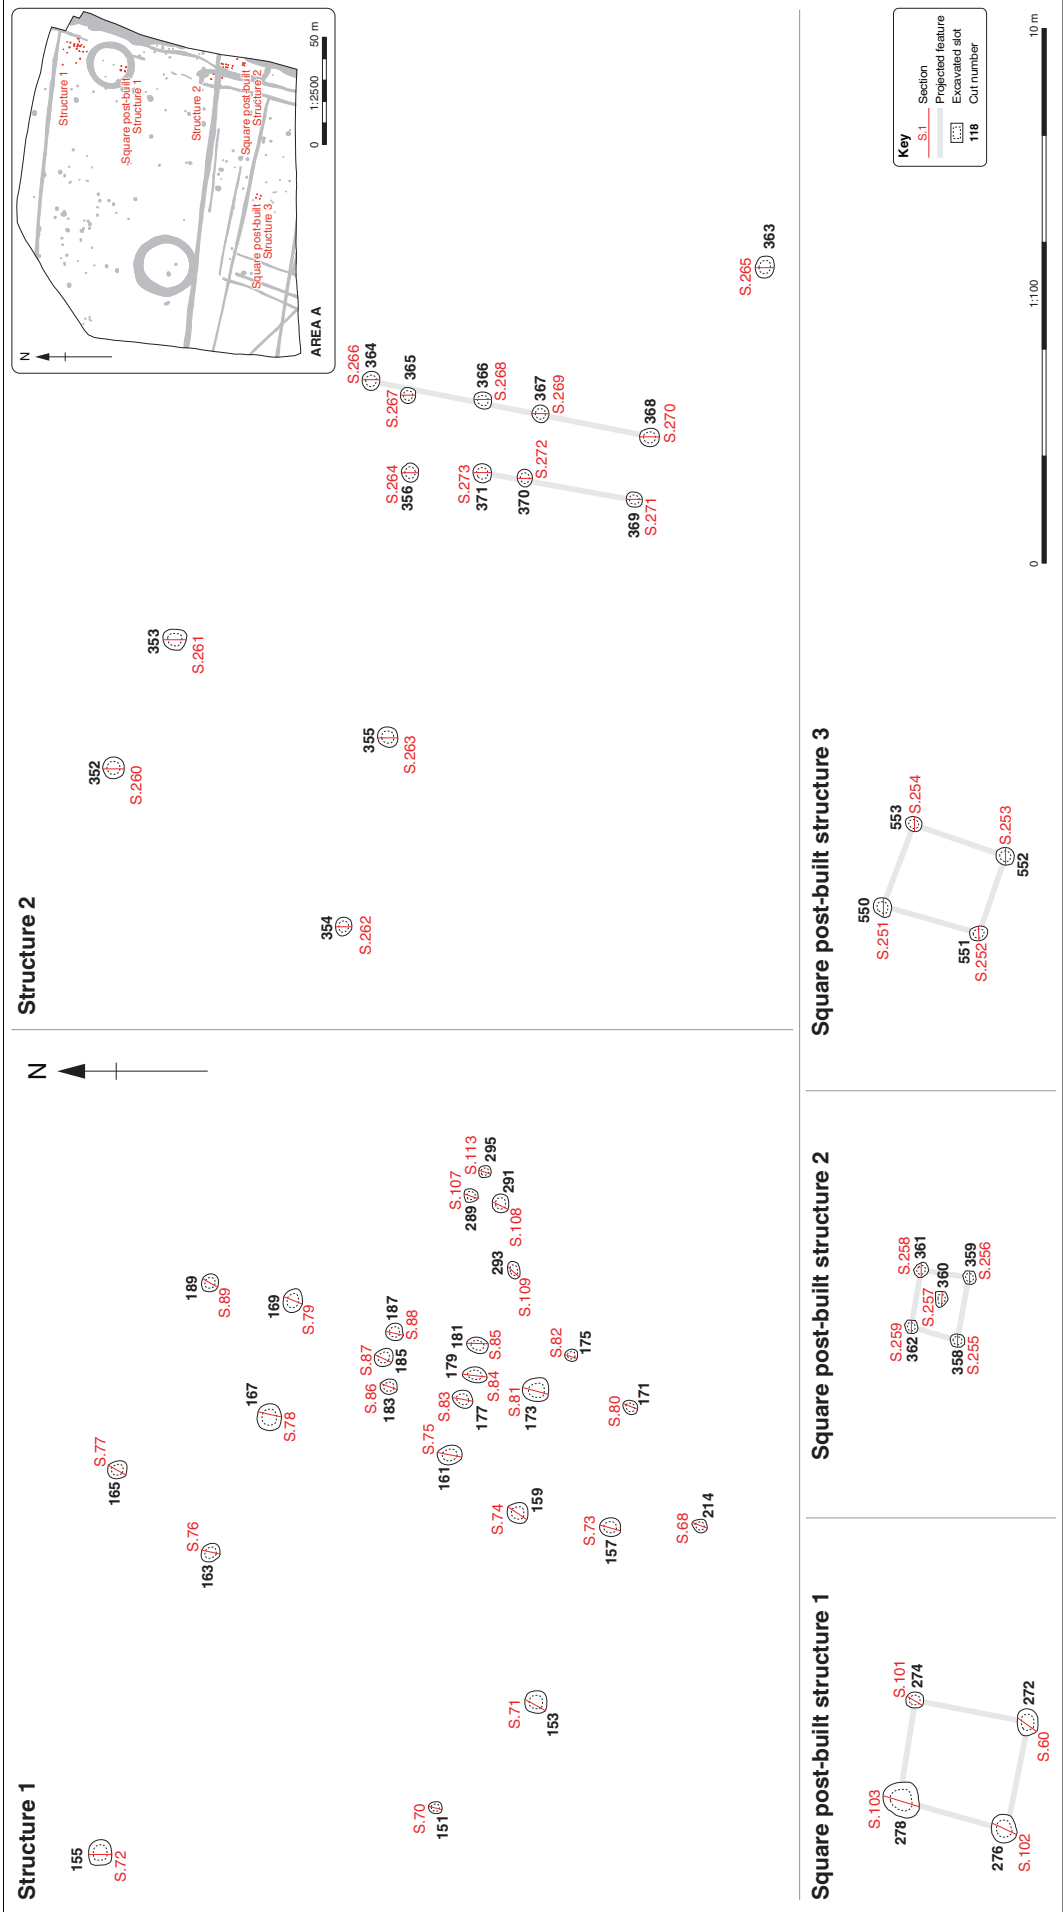 Structure 1
155
S.72
S.70
151
S.71
153
S.76
163
S.77
165
167
S.78
189
S.89
169
S.79
S.87
185
187
S.88
S.86
183
S.75
161
S.83
177
179
S.84
181
S.85
S.81
173
S.82
175
S.80
171
S.74
159
S.73
157
S.68
214
S.107
289
S.113
295
291
S.108
293
S.109
N
Structure 2
352
S.260
353
S.261
354
S.262
355
S.263
S.264
356
S.266
364
S.267
365
366
S.268
367
S.269
368
S.270
S.273
371
S.272
370
369
S.271
S.265
363
N
Structure 1
Square post-built
Structure 1
Structure 2
Square post-built
Structure 2
Square post-built
Structure 3
AREA A
0
1:2500
50 m
Square post-built structure 1
S.103
278
S.101
274
276
S.102
272
S.60
Square post-built structure 2
S.259
362
S.258
361
S.257
360
358
S.255
359
S.256
Square post-built structure 3
550
S.251
553
S.254
551
S.252
S.253
552
Key
S.1
Section
Projected feature
Excavated slot
118
Cut number
0
1:100
10 m